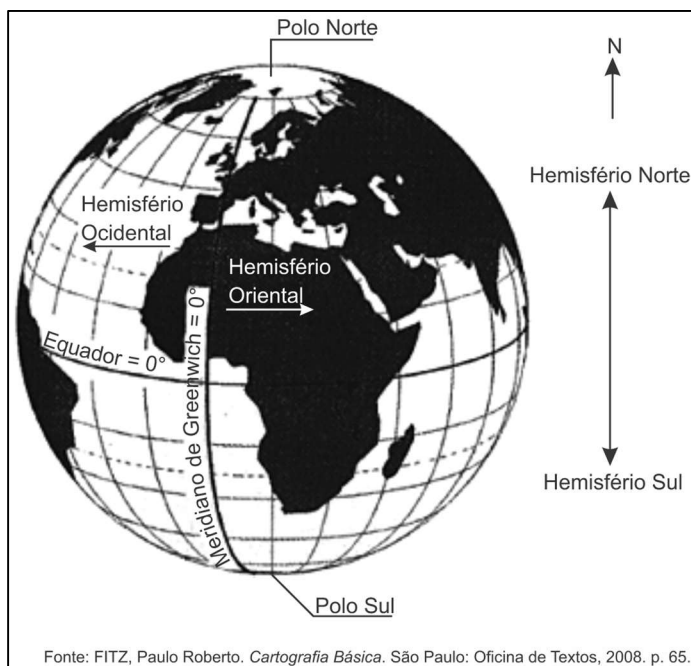 Polo Norte
N
Hemisfério Norte
Hemisfério
Ocidental
Hemisfério
Oriental
Equador = 0°
Meridiano de Greenwich = 0°
Hemisfério Sul
Polo Sul
Fonte: FITZ, Paulo Roberto. Cartografia Básica. São Paulo: Oficina de Textos, 2008. p. 65.